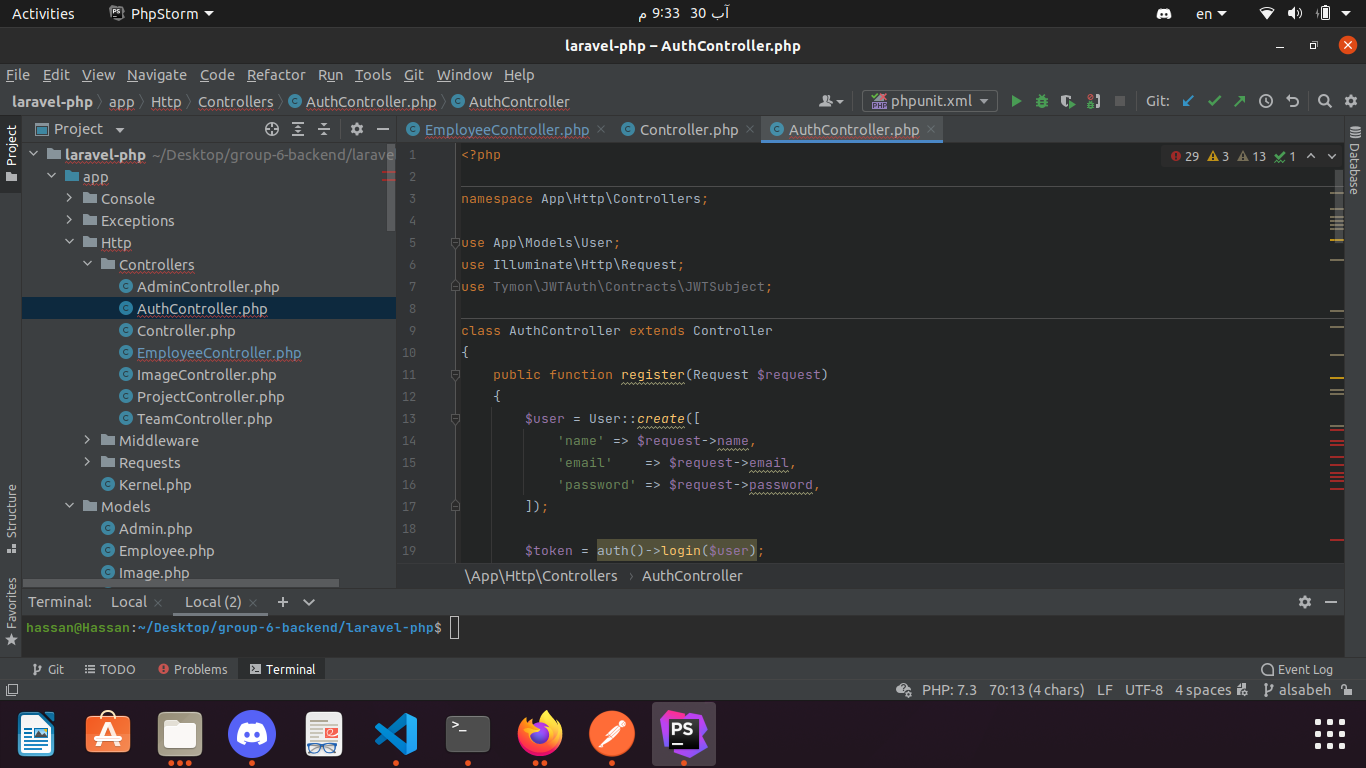 Activities PhpStorm م 9:33 30 آب en
laravel-php – AuthController.php
File Edit View Navigate Code Refactor Run Tools Git Window Help
laravel-php app Http Controllers AuthController.php AuthController phpunit.xml Git:
Project EmployeeController.php Controller.php AuthController.php
Project
Structure
Favorites
Database
laravel-php ~/Desktop/group-6-backend/larave
app
Console
Exceptions
Http
Controllers
AdminController.php
AuthController.php
Controller.php
EmployeeController.php
ImageController.php
ProjectController.php
TeamController.php
Middleware
Requests
Kernel.php
Models
Admin.php
Employee.php
Image.php
29 3 13 1
1 <?php
2
3 namespace App\Http\Controllers;
4
5 use App\Models\User;
6 use Illuminate\Http\Request;
7 use Tymon\JWTAuth\Contracts\JWTSubject;
8
9 class AuthController extends Controller
10 {
11 public function register(Request $request)
12 {
13 $user = User::create([
14 'name' => $request->name,
15 'email'    => $request->email,
16 'password' => $request->password,
17 ]);
18
19 $token = auth()->login($user);
\App\Http\Controllers › AuthController
Terminal: Local Local (2)
hassan@Hassan:~/Desktop/group-6-backend/laravel-php$
Git TODO Problems Terminal Event Log
PHP: 7.3 70:13 (4 chars) LF UTF-8 4 spaces alsabeh
>_ PS